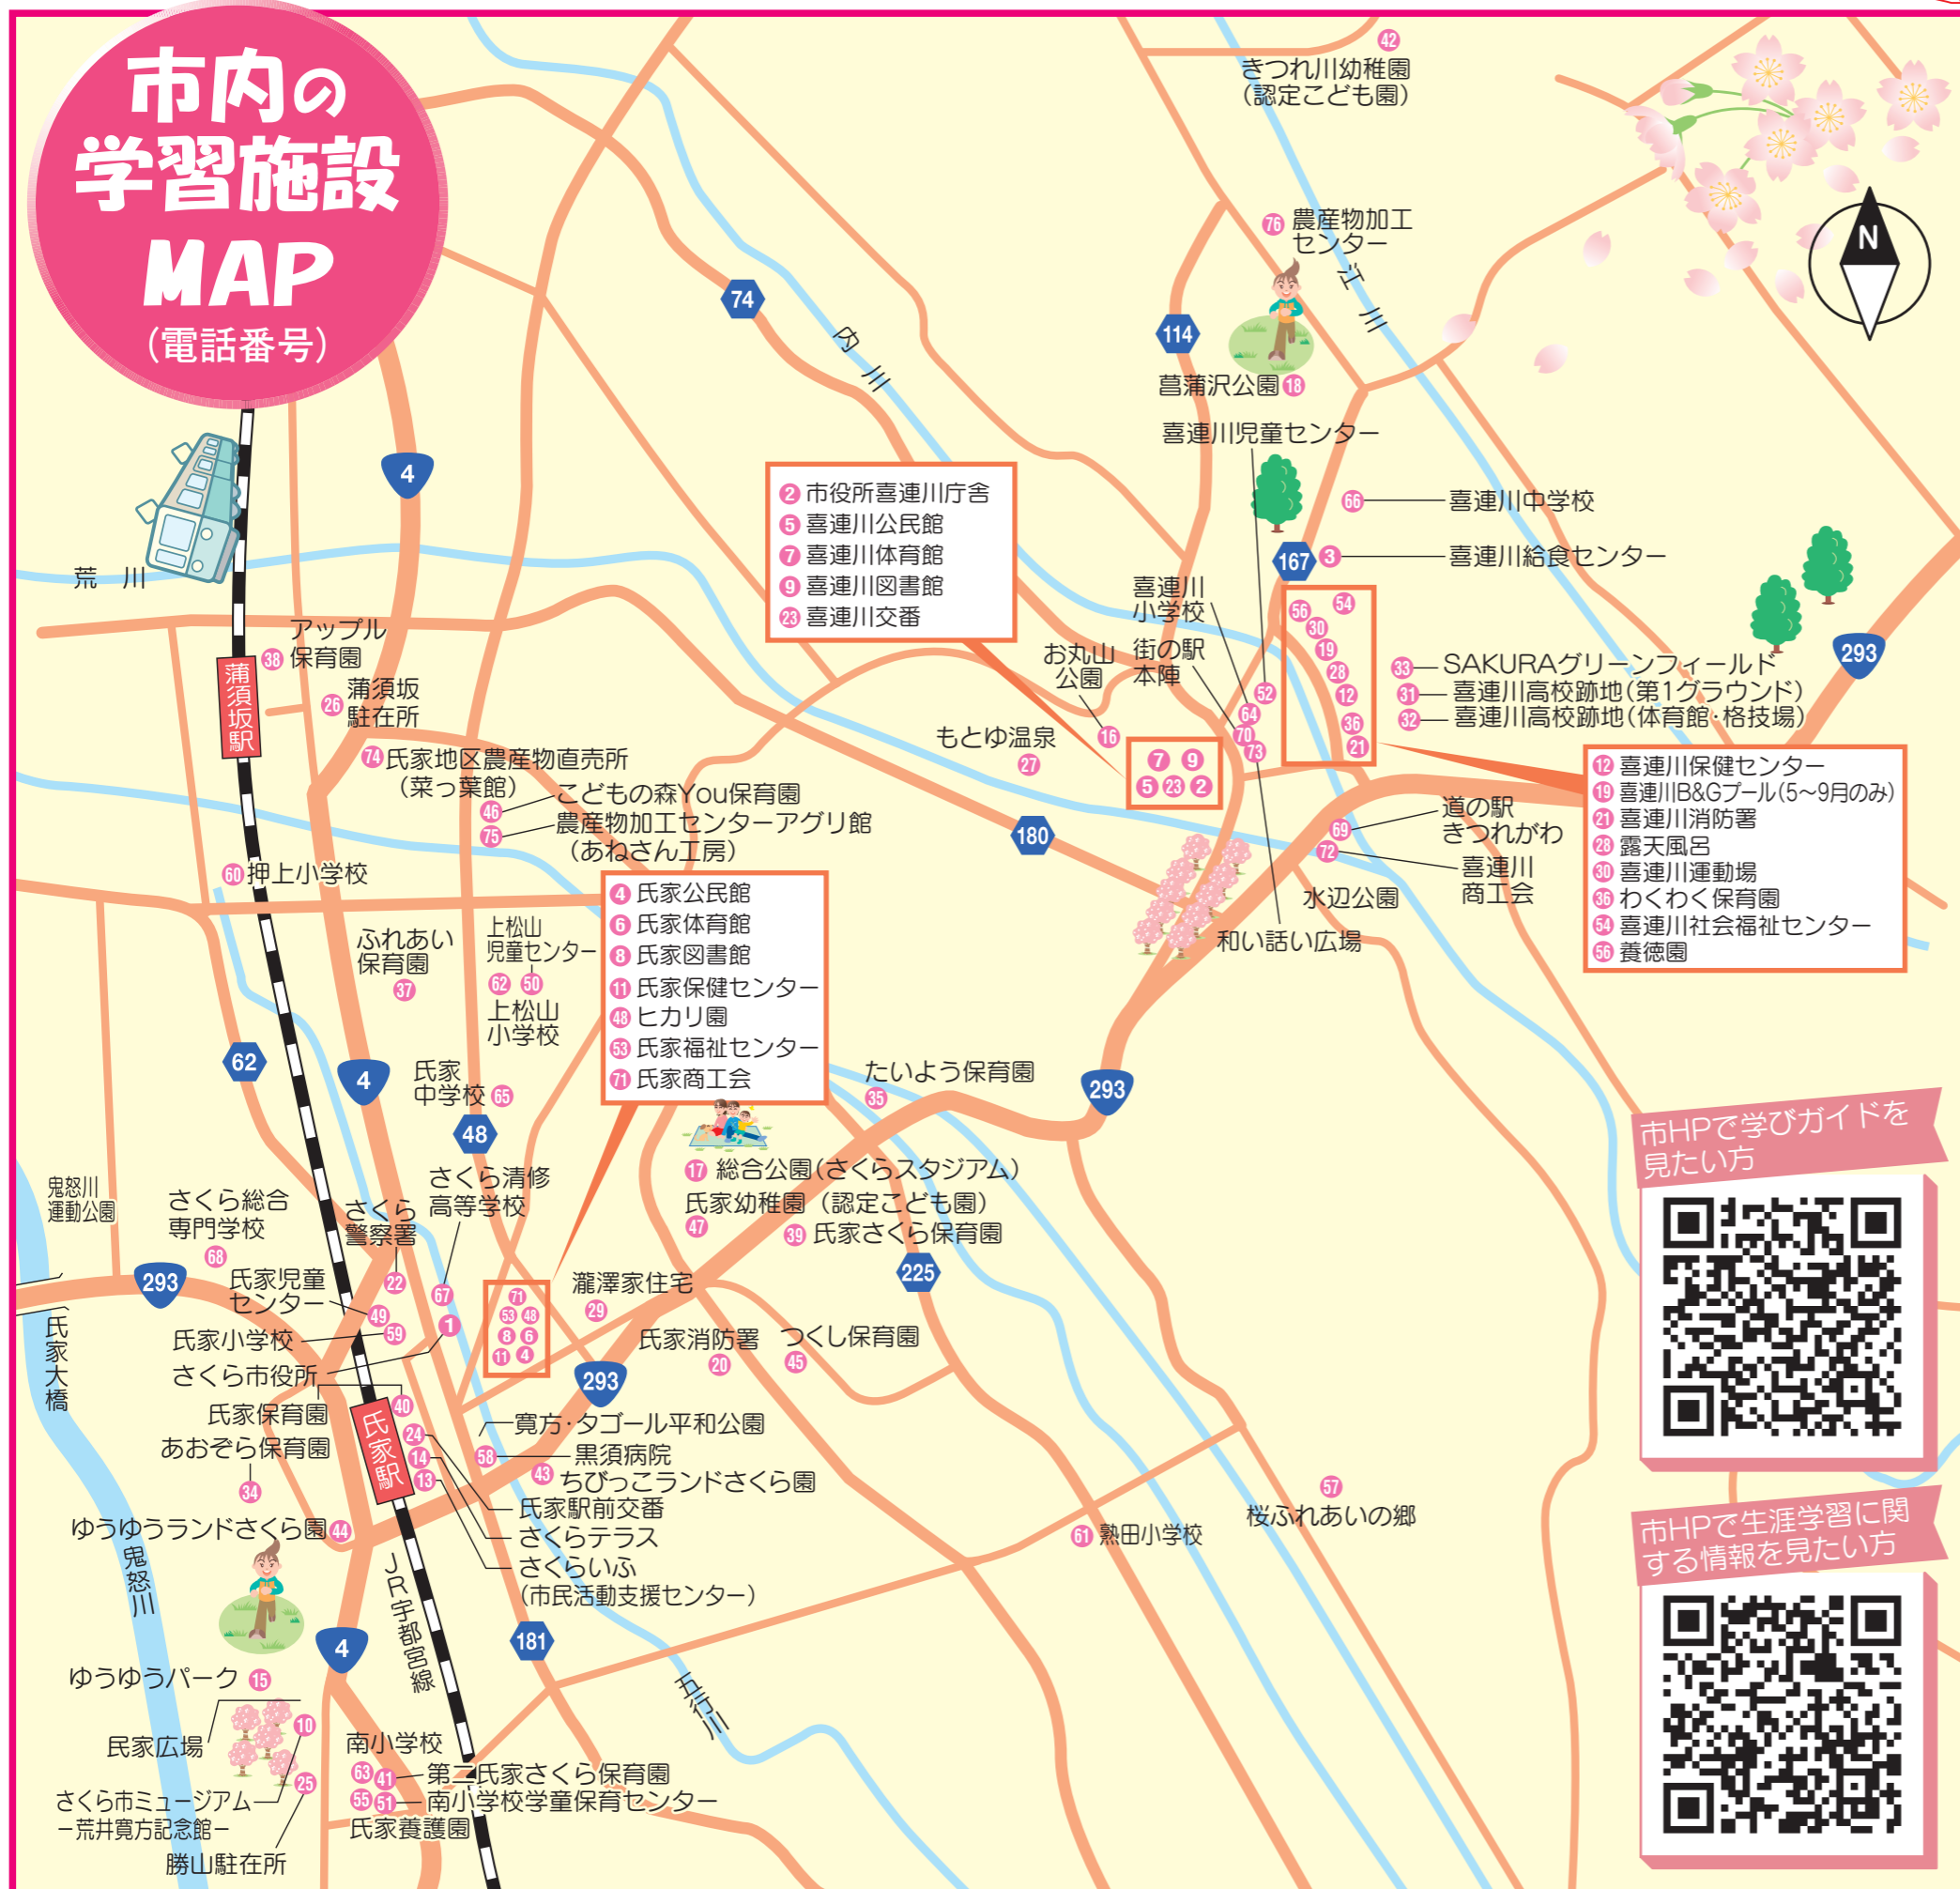 市内の
学習施設
MAP
(電話番号)
N
42
きつれ川幼稚園
(認定こども園)
76 農産物加工
センター
江川
74
内川
114
菖蒲沢公園 18
喜連川児童センター
4
66 喜連川中学校
167 3 喜連川給食センター
2 市役所喜連川庁舎
5 喜連川公民館
7 喜連川体育館
9 喜連川図書館
23 喜連川交番
荒川
喜連川
小学校
56 54
30
19
28
12
36
21
街の駅
本陣
お丸山
公園
16
52
64
70
73
33 SAKURAグリーンフィールド
31 喜連川高校跡地(第1グラウンド)
32 喜連川高校跡地(体育館・格技場)
293
アップル
38 保育園
蒲須坂駅
26 蒲須坂
駐在所
もとゆ温泉
27
7 9
5 23 2
74 氏家地区農産物直売所
(菜っ葉館)
46 こどもの森You保育園
75 農産物加工センターアグリ館
(あねさん工房)
180
12 喜連川保健センター
19 喜連川B&Gプール(5〜9月のみ)
21 喜連川消防署
28 露天風呂
30 喜連川運動場
36 わくわく保育園
54 喜連川社会福祉センター
56 養徳園
69 道の駅
きつれがわ
72 喜連川
商工会
水辺公園
和い話い広場
60 押上小学校
4 氏家公民館
6 氏家体育館
8 氏家図書館
11 氏家保健センター
48 ヒカリ園
53 氏家福祉センター
71 氏家商工会
ふれあい
保育園
37
上松山
児童センター
62 50
上松山
小学校
62
4
氏家
中学校 65
48
たいよう保育園
35
293
17 総合公園(さくらスタジアム)
氏家幼稚園(認定こども園)
47
39 氏家さくら保育園
225
鬼怒川
運動公園
さくら総合
専門学校
68
さくら
警察署
22
さくら清修
高等学校
67
293
氏家児童
センター
49
氏家小学校 59
さくら市役所 1
71
53 48
8 6
11 4
瀧澤家住宅
29
氏家消防署
20
つくし保育園
45
293
氏家大橋
氏家保育園 40
あおぞら保育園
34
氏家駅
24
14
13
寛方・タゴール平和公園
58 黒須病院
43 ちびっこランドさくら園
氏家駅前交番
さくらテラス
さくらいふ
(市民活動支援センター)
ゆうゆうランドさくら園 44
鬼怒川
JR宇都宮線
57
桜ふれあいの郷
61 熟田小学校
4
181
五行川
ゆうゆうパーク 15
民家広場
10
さくら市ミュージアム
-荒井寛方記念館-
25
勝山駐在所
南小学校
63 41 第二氏家さくら保育園
55 51 南小学校学童保育センター
氏家養護園
市HPで学びガイドを
見たい方
市HPで生涯学習に関
する情報を見たい方